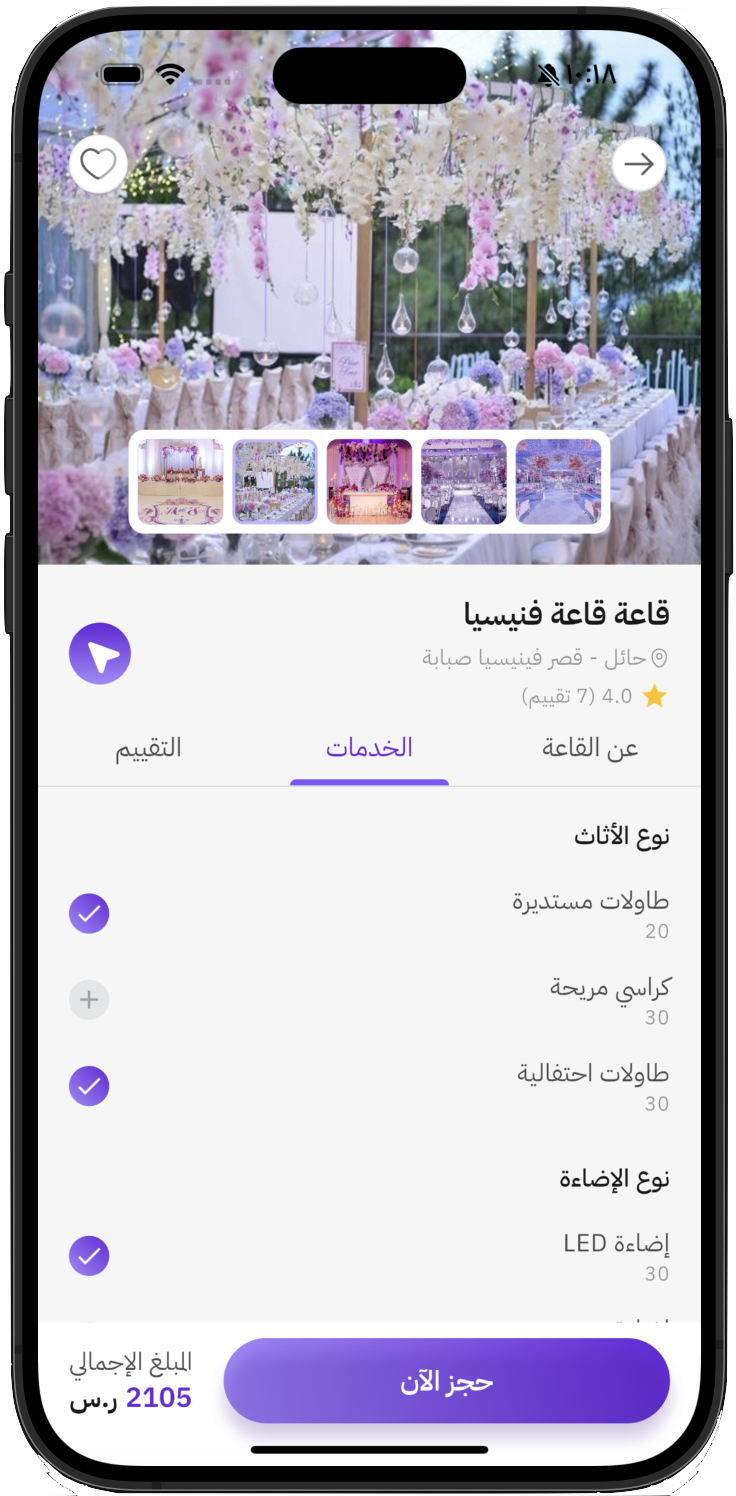 ١٠:١٨
قاعة قاعة فنيسيا
حائل - قصر فينيسيا صبابة
4.0 (7 تقييم)
عن القاعة
الخدمات
التقييم
نوع الأثاث
طاولات مستديرة
20
كراسي مريحة
30
طاولات احتفالية
30
نوع الإضاءة
إضاءة LED
30
حجز الآن
المبلغ الإجمالي
2105 ر.س